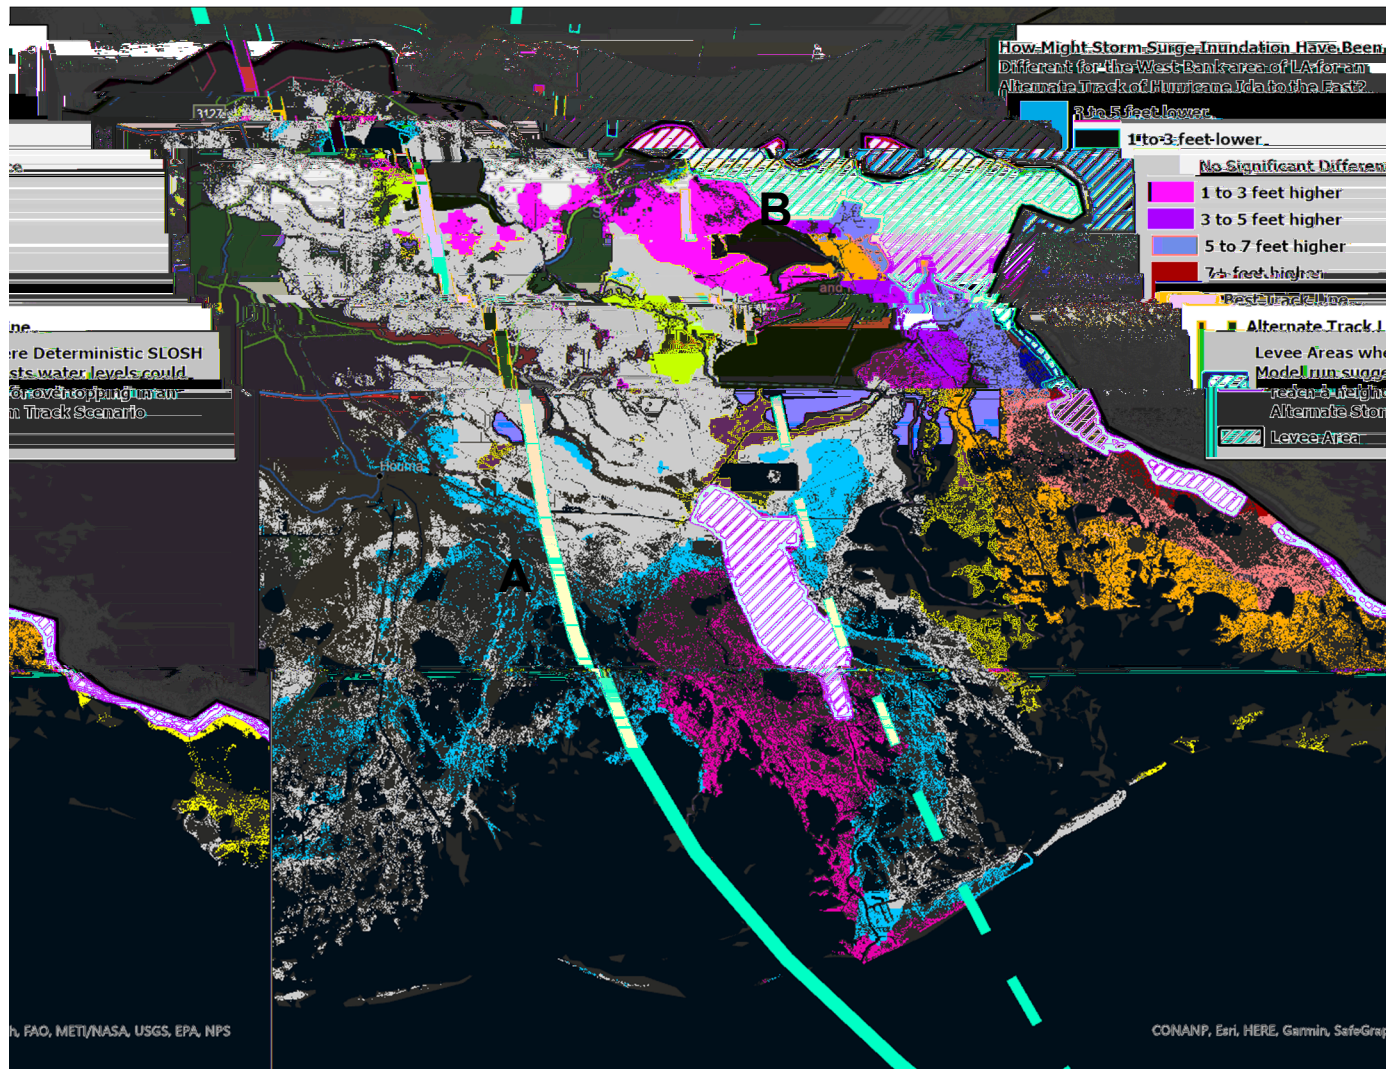 How Might Storm Surge Inundation Have Been
Different for the West Bank area of LA for an
Alternate Track of Hurricane Ida to the East?
3127
3 to 5 feet lower
1 to 3 feet lower
No Significant Differen
1 to 3 feet higher
B
3 to 5 feet higher
5 to 7 feet higher
7+ feet higher
and
Best Track Line
ne
Alternate Track L
ere Deterministic SLOSH
Levee Areas whe
sts water levels could
Model run sugge
for overtopping in an
reach a heigh
m Track Scenario
Alternate Stor
Levee Area
Houma
A
h, FAO, METI/NASA, USGS, EPA, NPS
CONANP, Esri, HERE, Garmin, SafeGrap